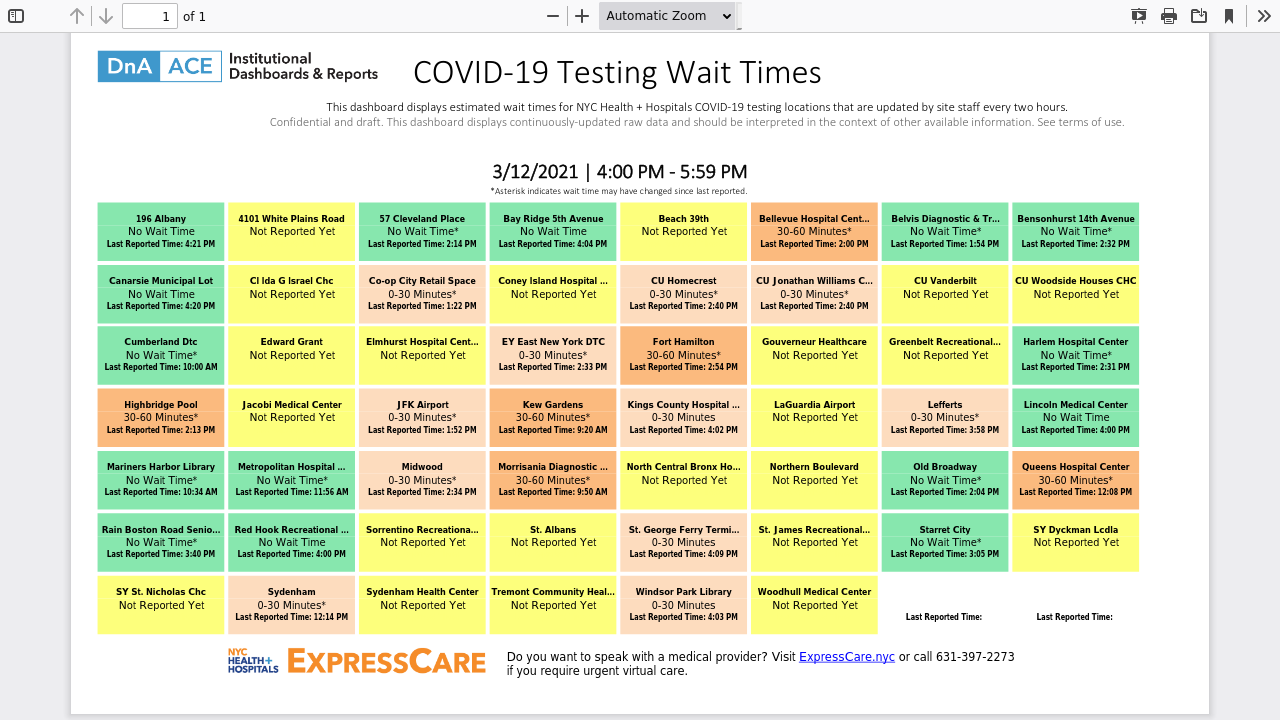 1 of 1 Automatic Zoom
DnA ACE Institutional
Dashboards & Reports
COVID-19 Testing Wait Times
This dashboard displays estimated wait times for NYC Health + Hospitals COVID-19 testing locations that are updated by site staff every two hours.
Confidential and draft. This dashboard displays continuously-updated raw data and should be interpreted in the context of other available information. See terms of use.
3/12/2021 | 4:00 PM - 5:59 PM
*Asterisk indicates wait time may have changed since last reported.
196 Albany
No Wait Time
Last Reported Time: 4:21 PM
4101 White Plains Road
Not Reported Yet
57 Cleveland Place
No Wait Time*
Last Reported Time: 2:14 PM
Bay Ridge 5th Avenue
No Wait Time
Last Reported Time: 4:04 PM
Beach 39th
Not Reported Yet
Bellevue Hospital Cent...
30-60 Minutes*
Last Reported Time: 2:00 PM
Belvis Diagnostic & Tr...
No Wait Time*
Last Reported Time: 1:54 PM
Bensonhurst 14th Avenue
No Wait Time*
Last Reported Time: 2:32 PM
Canarsie Municipal Lot
No Wait Time
Last Reported Time: 4:20 PM
CI Ida G Israel Chc
Not Reported Yet
Co-op City Retail Space
0-30 Minutes*
Last Reported Time: 1:22 PM
Coney Island Hospital ...
Not Reported Yet
CU Homecrest
0-30 Minutes*
Last Reported Time: 2:40 PM
CU Jonathan Williams C...
0-30 Minutes*
Last Reported Time: 2:40 PM
CU Vanderbilt
Not Reported Yet
CU Woodside Houses CHC
Not Reported Yet
Cumberland Dtc
No Wait Time*
Last Reported Time: 10:00 AM
Edward Grant
Not Reported Yet
Elmhurst Hospital Cent...
Not Reported Yet
EY East New York DTC
0-30 Minutes*
Last Reported Time: 2:33 PM
Fort Hamilton
30-60 Minutes*
Last Reported Time: 2:54 PM
Gouverneur Healthcare
Not Reported Yet
Greenbelt Recreational...
Not Reported Yet
Harlem Hospital Center
No Wait Time*
Last Reported Time: 2:31 PM
Highbridge Pool
30-60 Minutes*
Last Reported Time: 2:13 PM
Jacobi Medical Center
Not Reported Yet
JFK Airport
0-30 Minutes*
Last Reported Time: 1:52 PM
Kew Gardens
30-60 Minutes*
Last Reported Time: 9:20 AM
Kings County Hospital ...
0-30 Minutes
Last Reported Time: 4:02 PM
LaGuardia Airport
Not Reported Yet
Lefferts
0-30 Minutes*
Last Reported Time: 3:58 PM
Lincoln Medical Center
No Wait Time
Last Reported Time: 4:00 PM
Mariners Harbor Library
No Wait Time*
Last Reported Time: 10:34 AM
Metropolitan Hospital ...
No Wait Time*
Last Reported Time: 11:56 AM
Midwood
0-30 Minutes*
Last Reported Time: 2:34 PM
Morrisania Diagnostic ...
30-60 Minutes*
Last Reported Time: 9:50 AM
North Central Bronx Ho...
Not Reported Yet
Northern Boulevard
Not Reported Yet
Old Broadway
No Wait Time*
Last Reported Time: 2:04 PM
Queens Hospital Center
30-60 Minutes*
Last Reported Time: 12:08 PM
Rain Boston Road Senio...
No Wait Time*
Last Reported Time: 3:40 PM
Red Hook Recreational ...
No Wait Time
Last Reported Time: 4:00 PM
Sorrentino Recreationa...
Not Reported Yet
St. Albans
Not Reported Yet
St. George Ferry Termi...
0-30 Minutes
Last Reported Time: 4:09 PM
St. James Recreational...
Not Reported Yet
Starret City
No Wait Time*
Last Reported Time: 3:05 PM
SY Dyckman Lcdla
Not Reported Yet
SY St. Nicholas Chc
Not Reported Yet
Sydenham
0-30 Minutes*
Last Reported Time: 12:14 PM
Sydenham Health Center
Not Reported Yet
Tremont Community Heal...
Not Reported Yet
Windsor Park Library
0-30 Minutes
Last Reported Time: 4:03 PM
Woodhull Medical Center
Not Reported Yet
Last Reported Time:
Last Reported Time:
NYC
HEALTH+
HOSPITALS
EXPRESSCARE
Do you want to speak with a medical provider? Visit ExpressCare.nyc or call 631-397-2273
if you require urgent virtual care.